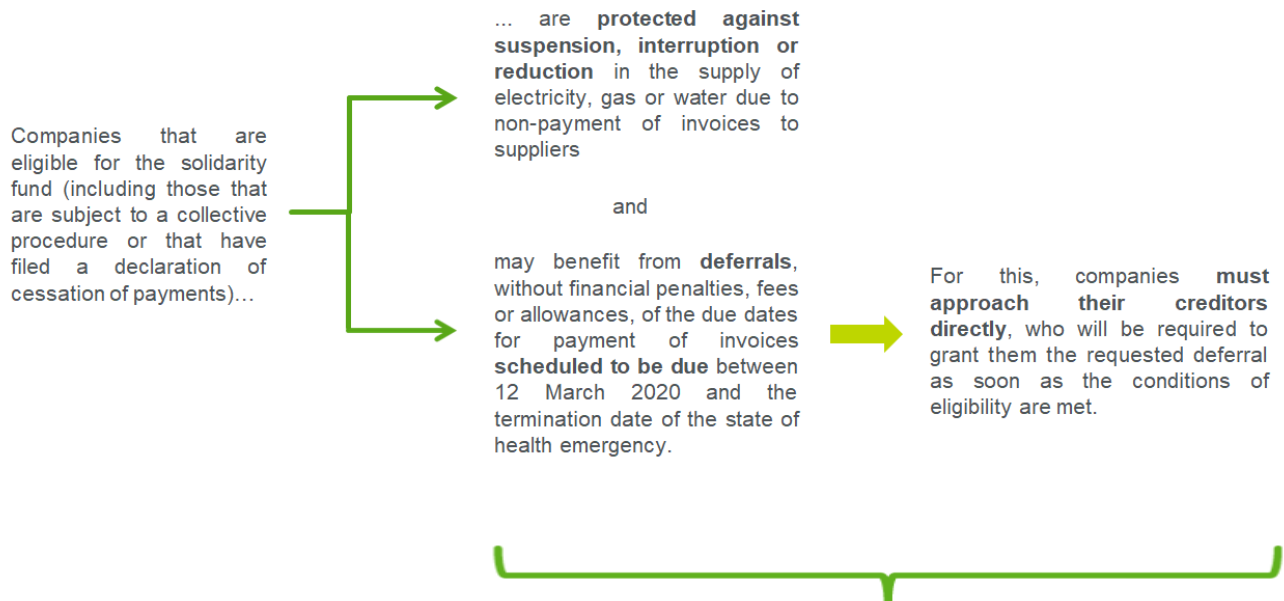 Companies that are
eligible for the solidarity
fund (including those that
are subject to a collective
procedure or that have
filed a declaration of
cessation of payments)…
... are protected against
suspension, interruption or
reduction in the supply of
electricity, gas or water due to
non-payment of invoices to
suppliers
and
may benefit from deferrals,
without financial penalties, fees
or allowances, of the due dates
for payment of invoices
scheduled to be due between
12 March 2020 and the
termination date of the state of
health emergency.
For this, companies must
approach their creditors
directly, who will be required to
grant them the requested deferral
as soon as the conditions of
eligibility are met.